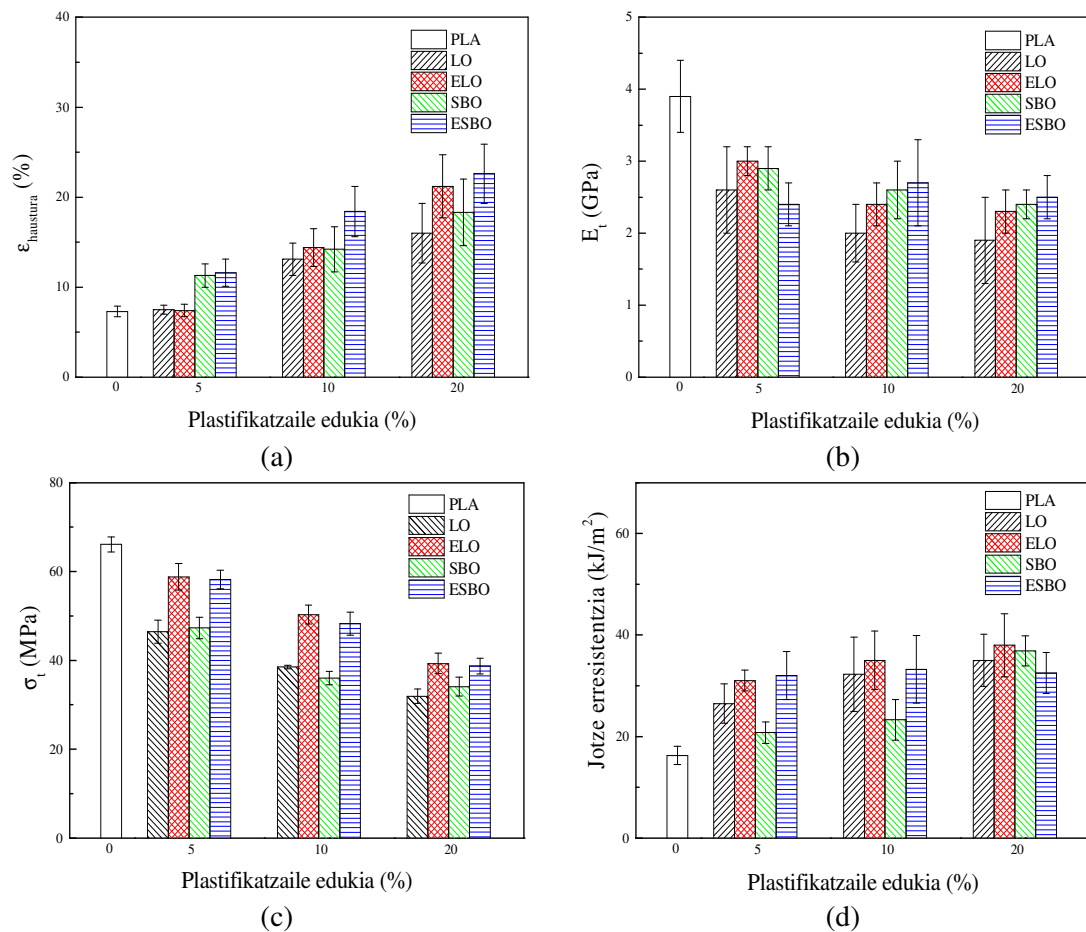 40
30
20
10
0
ε haustura (%)
PLA
LO
ELO
SBO
ESBO
0 5 10 20
Plastifikatzaile edukia (%)
(a)
5
4
3
2
1
0
E t (GPa)
PLA
LO
ELO
SBO
ESBO
0 5 10 20
Plastifikatzaile edukia (%)
(b)
80
60
40
20
0
σ t (MPa)
PLA
LO
ELO
SBO
ESBO
0 5 10 20
Plastifikatzaile edukia (%)
(c)
60
40
20
0
Jotze erresistentzia (kJ/m²)
PLA
LO
ELO
SBO
ESBO
0 5 10 20
Plastifikatzaile edukia (%)
(d)